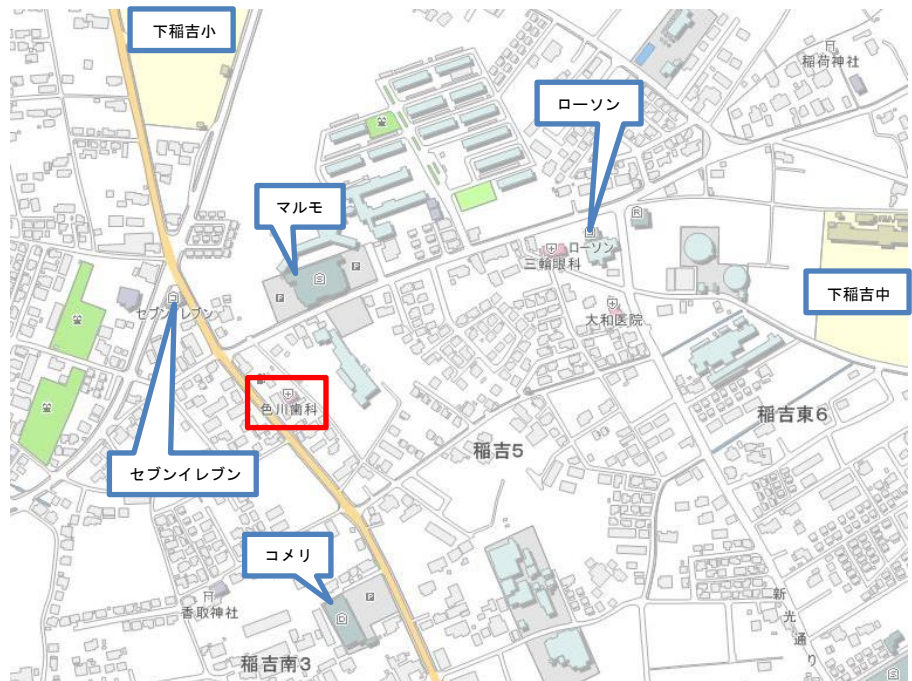 下稲吉小
稲荷神社
ローソン
マルモ
ローソン
三輪眼科
下稲吉中
セブンイレブン
大和医院
色川歯科
稲吉東6
稲吉5
セブンイレブン
コメリ
香取神社
新光通り
稲吉南3
P
P
P
P
R